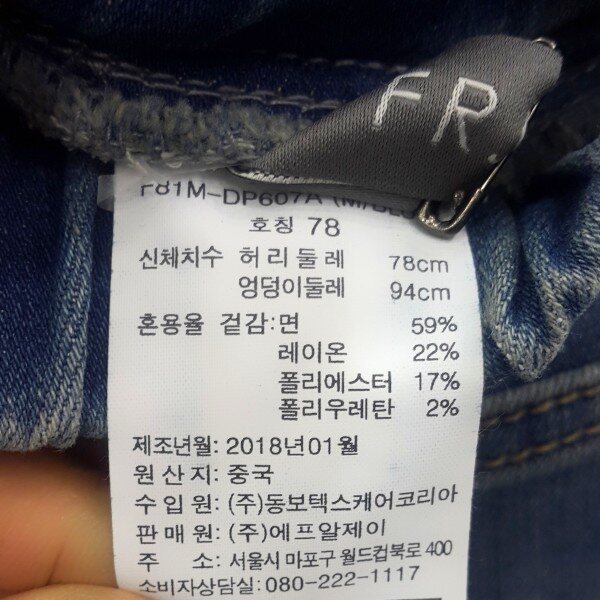 FR
F81M-DP607A
호칭 78
신체치수 허리둘레 78cm
엉덩이둘레 94cm
혼용율 겉감:면 59%
레이온 22%
폴리에스터 17%
폴리우레탄 2%
제조년월: 2018년01월
원 산 지: 중국
수 입 원: (주)동보텍스케어코리아
판 매 원: (주)에프알제이
주 소: 서울시 마포구 월드컵북로 400
소비자상담실: 080-222-1117